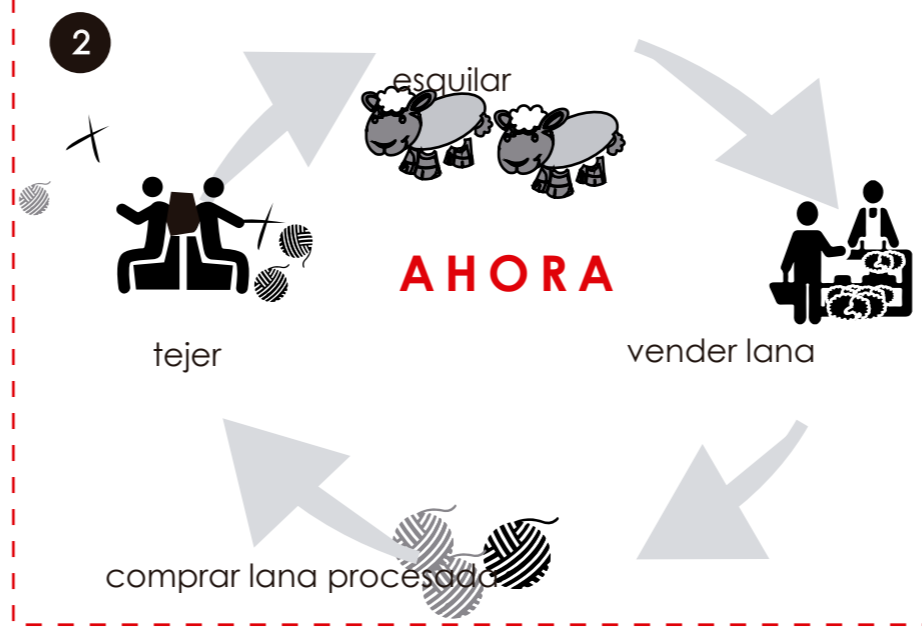 2
esquilar
AHORA
tejer
vender lana
comprar lana procesada